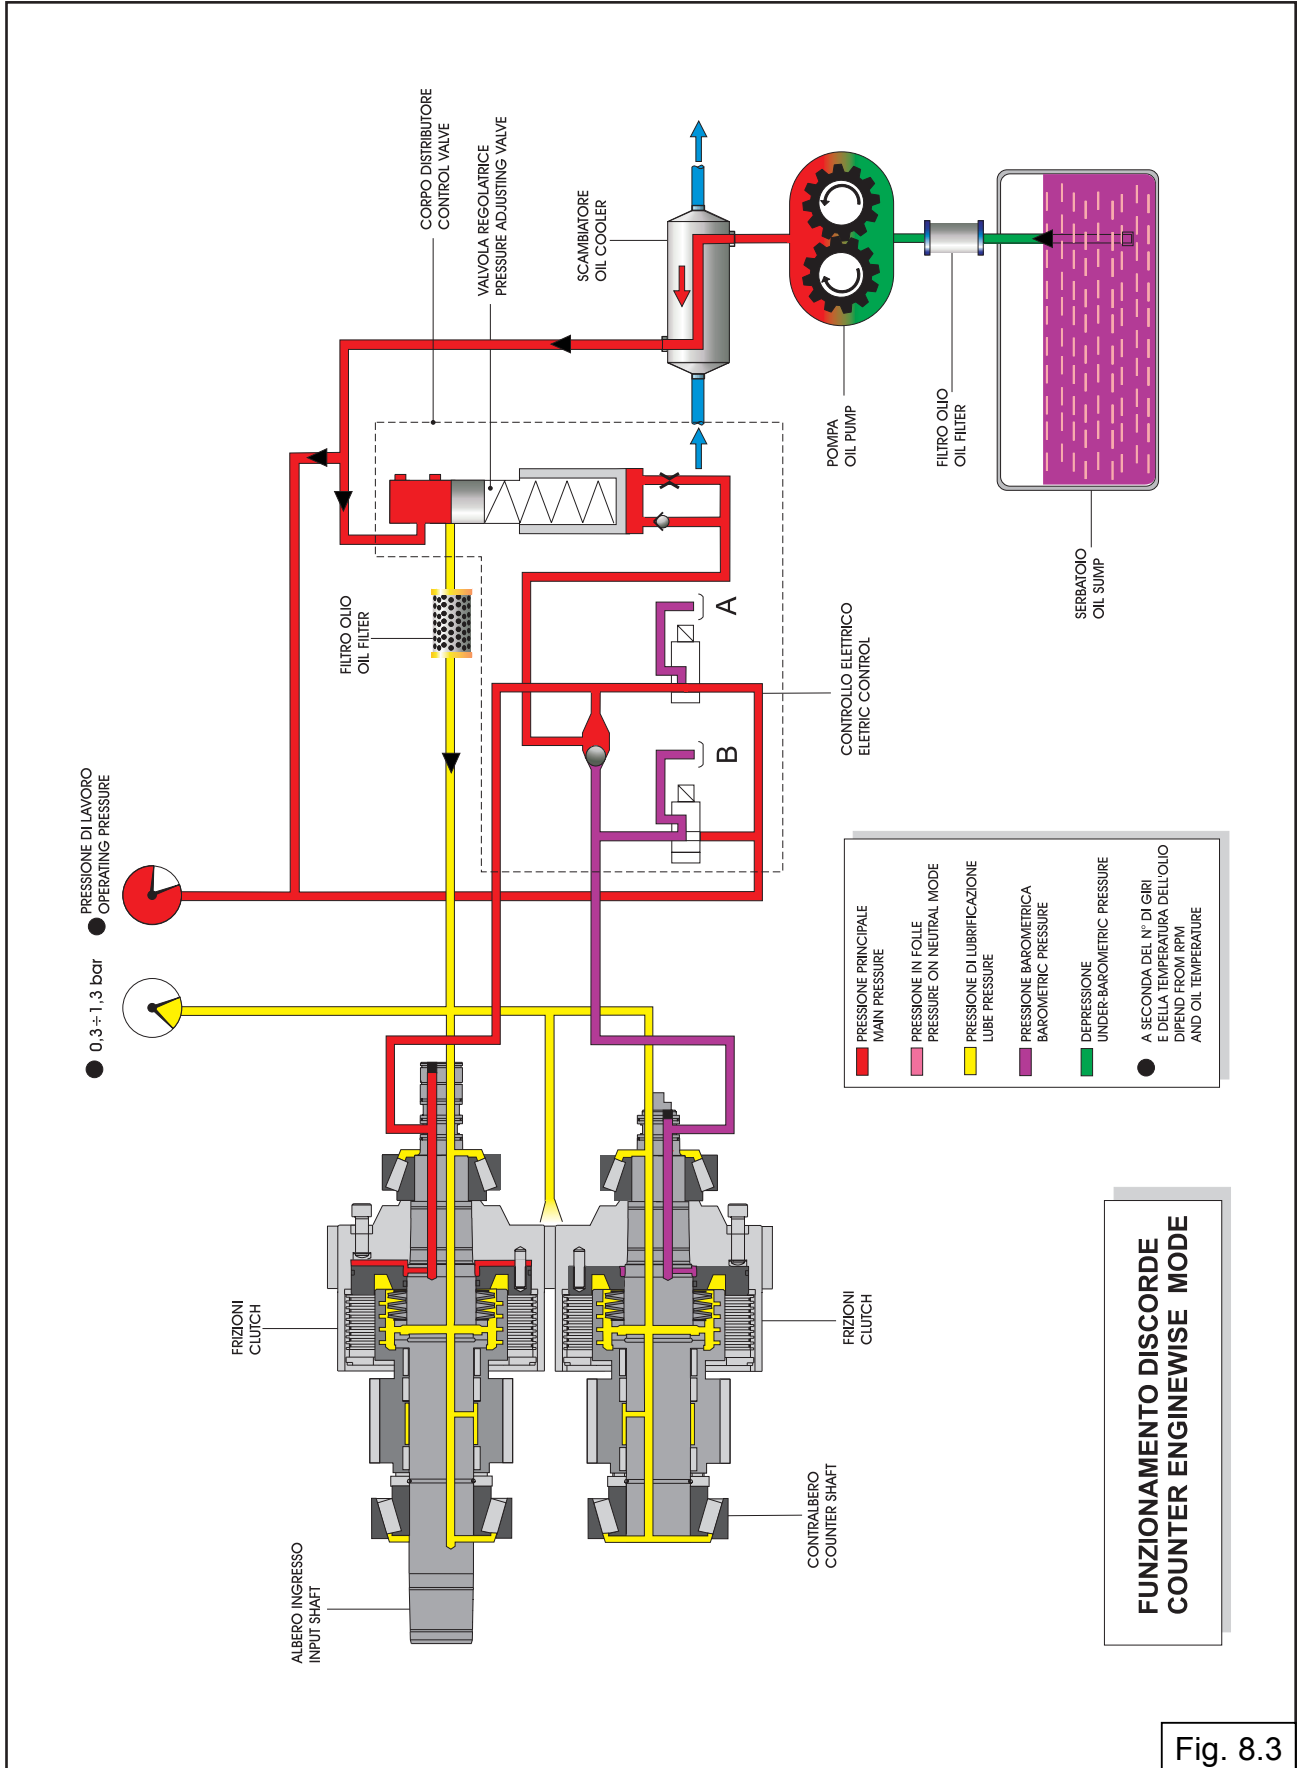 CORPO DISTRIBUTORE
CONTROL VALVE
VALVOLA REGOLATRICE
PRESSURE ADJUSTING VALVE
SCAMBIATORE
OIL COOLER
POMPA
OIL PUMP
FILTRO OLIO
OIL FILTER
SERBATOIO
OIL SUMP
FILTRO OLIO
OIL FILTER
A
B
CONTROLLO ELETTRICO
ELETRIC CONTROL
PRESSIONE DI LAVORO
OPERATING PRESSURE
0,3÷1,3 bar
FRIZIONI
CLUTCH
FRIZIONI
CLUTCH
ALBERO INGRESSO
INPUT SHAFT
CONTRALBERO
COUNTER SHAFT
PRESSIONE PRINCIPALE
MAIN PRESSURE
PRESSIONE IN FOLLE
PRESSURE ON NEUTRAL MODE
PRESSIONE DI LUBRIFICAZIONE
LUBE PRESSURE
PRESSIONE BAROMETRICA
BAROMETRIC PRESSURE
DEPRESSIONE
UNDER-BAROMETRIC PRESSURE
A SECONDA DEL N° DI GIRI
E DELLA TEMPERATURA DELL'OLIO
DIPEND FROM RPM
AND OIL TEMPERATURE
FUNZIONAMENTO DISCORDE
COUNTER ENGINEWISE MODE
Fig. 8.3